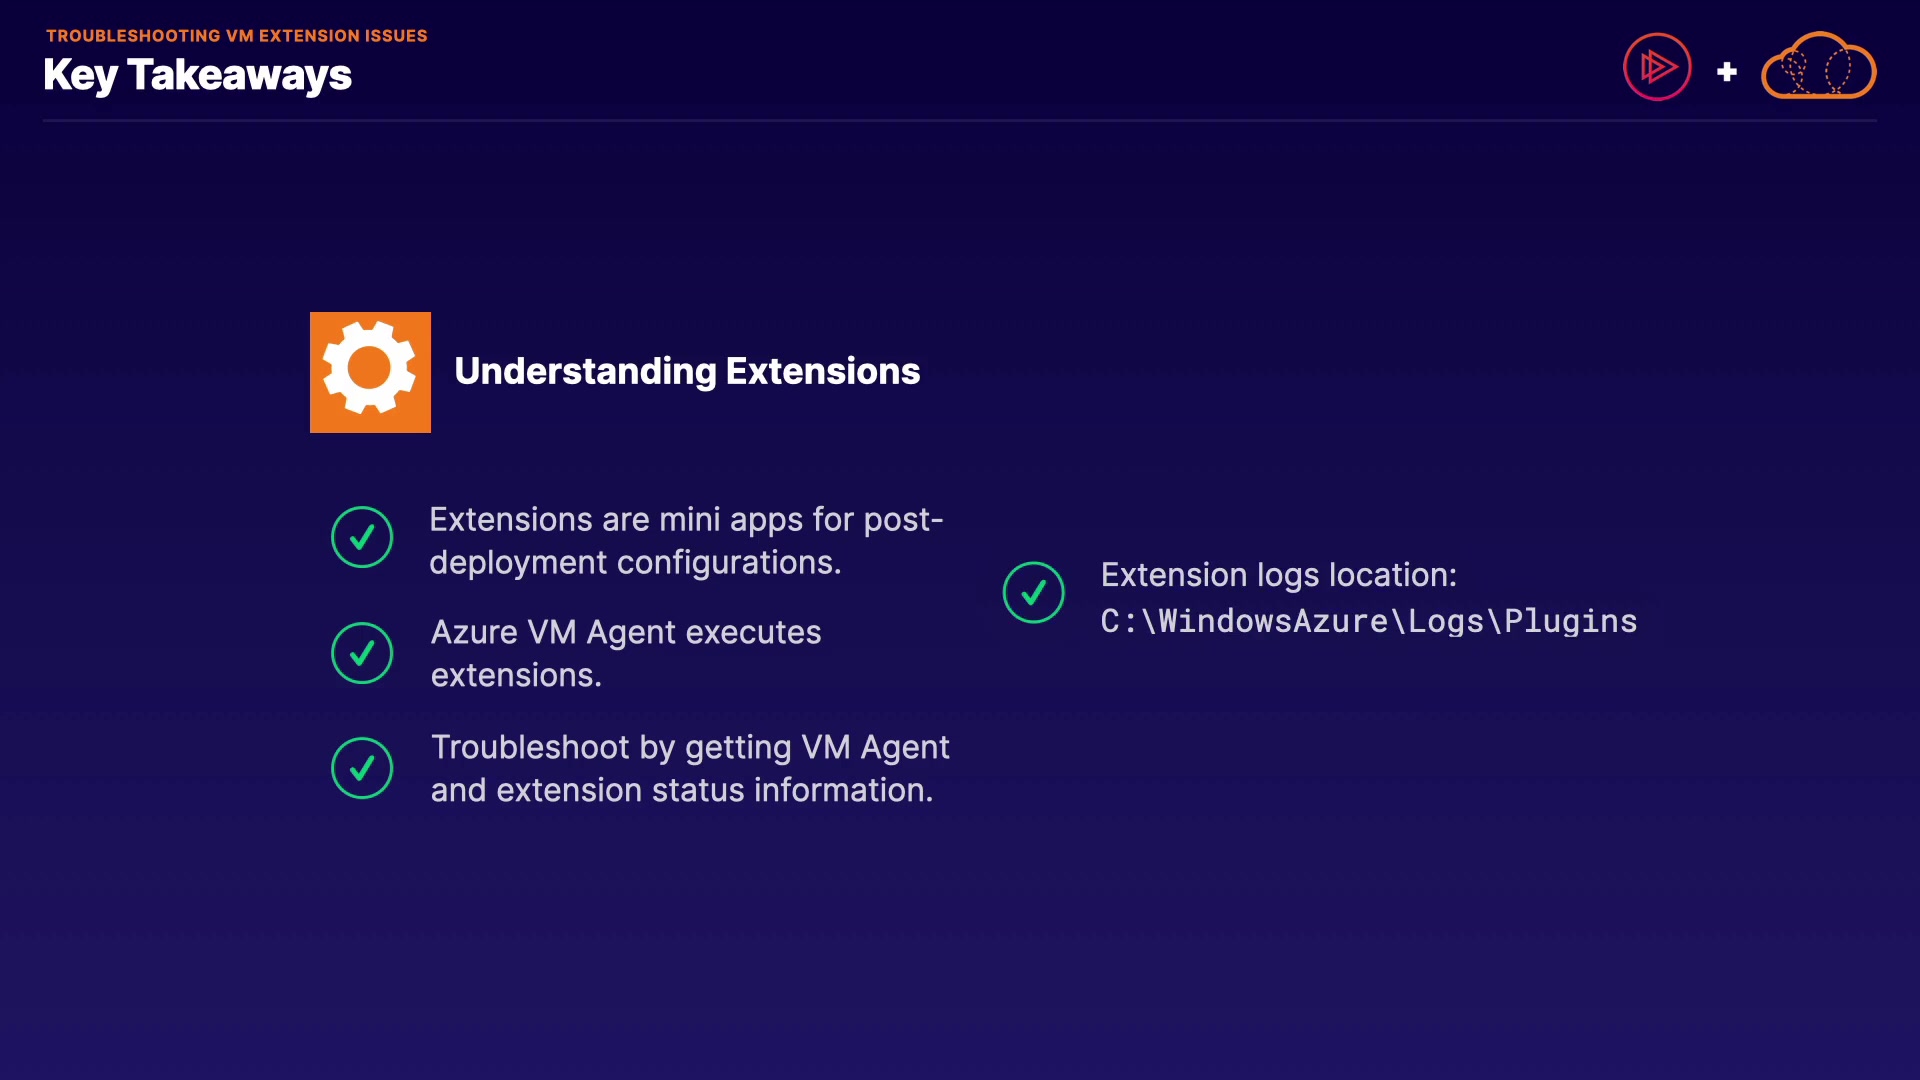 TROUBLESHOOTING VM EXTENSION ISSUES
Key Takeaways
Understanding Extensions
Extensions are mini apps for post-
deployment configurations.
Azure VM Agent executes
extensions.
Troubleshoot by getting VM Agent
and extension status information.
Extension logs location:
C:\WindowsAzure\Logs\Plugins